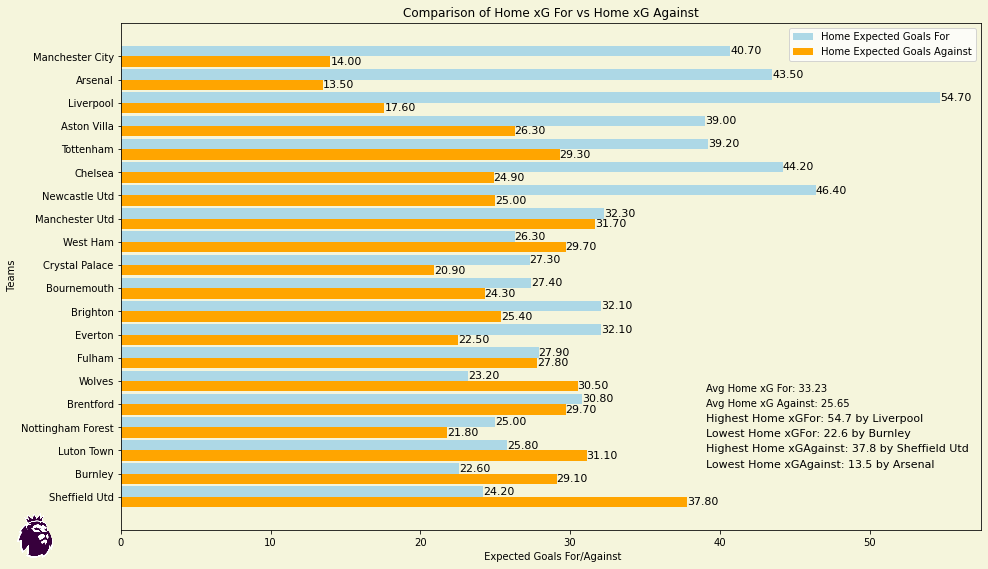 Comparison of Home xG For vs Home xG Against
Home Expected Goals For
Home Expected Goals Against
Teams
Manchester City 40.70
14.00
Arsenal 43.50
13.50
Liverpool 54.70
17.60
Aston Villa 39.00
26.30
Tottenham 39.20
29.30
Chelsea 44.20
24.90
Newcastle Utd 46.40
25.00
Manchester Utd 32.30
31.70
West Ham 26.30
29.70
Crystal Palace 27.30
20.90
Bournemouth 27.40
24.30
Brighton 32.10
25.40
Everton 32.10
22.50
Fulham 27.90
27.80
Wolves 23.20
30.50
Brentford 30.80
29.70
Nottingham Forest 25.00
21.80
Luton Town 25.80
31.10
Burnley 22.60
29.10
Sheffield Utd 24.20
37.80
Avg Home xG For: 33.23
Avg Home xG Against: 25.65
Highest Home xGFor: 54.7 by Liverpool
Lowest Home xGFor: 22.6 by Burnley
Highest Home xGAgainst: 37.8 by Sheffield Utd
Lowest Home xGAgainst: 13.5 by Arsenal
0 10 20 30 40 50
Expected Goals For/Against